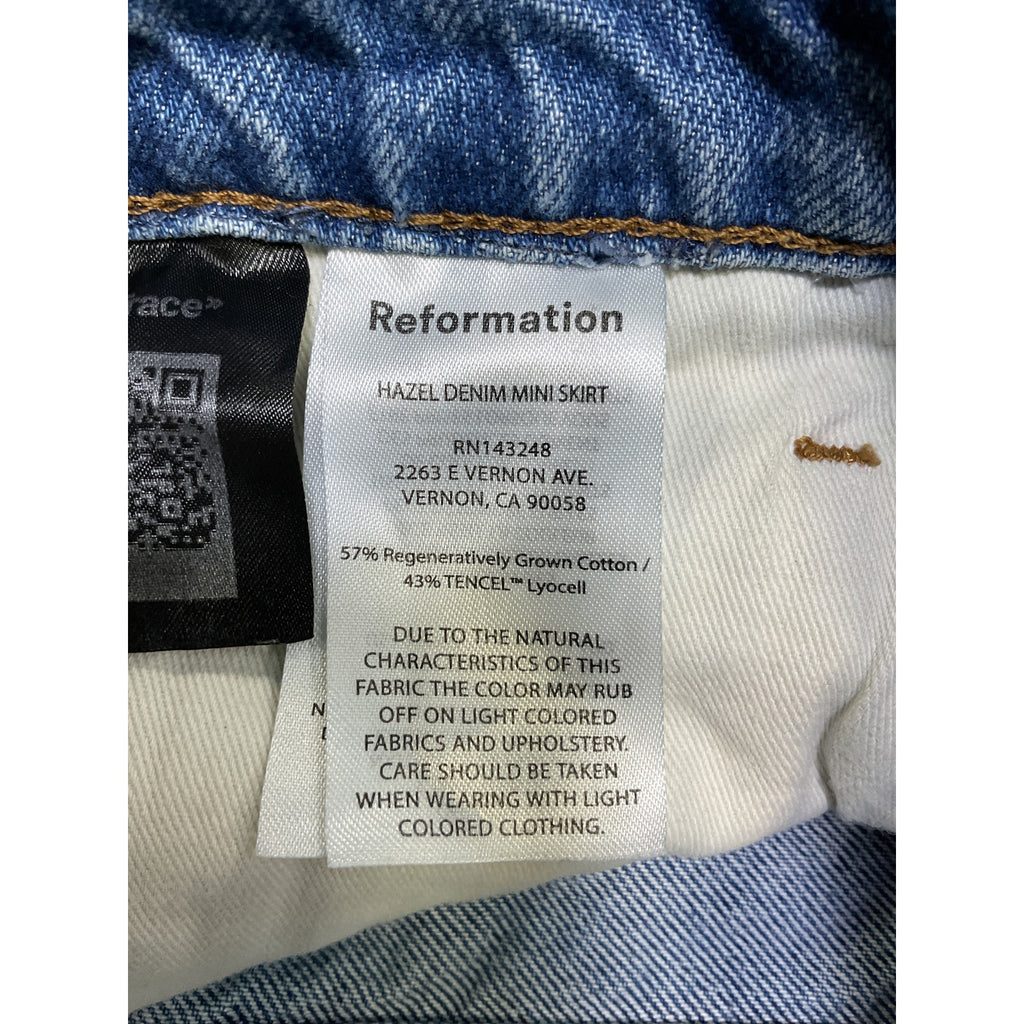 Reformation
HAZEL DENIM MINI SKIRT
RN143248
2263 E VERNON AVE.
VERNON, CA 90058
57% Regeneratively Grown Cotton /
43% TENCEL™ Lyocell
DUE TO THE NATURAL
CHARACTERISTICS OF THIS
FABRIC THE COLOR MAY RUB
OFF ON LIGHT COLORED
FABRICS AND UPHOLSTERY.
CARE SHOULD BE TAKEN
WHEN WEARING WITH LIGHT
COLORED CLOTHING.